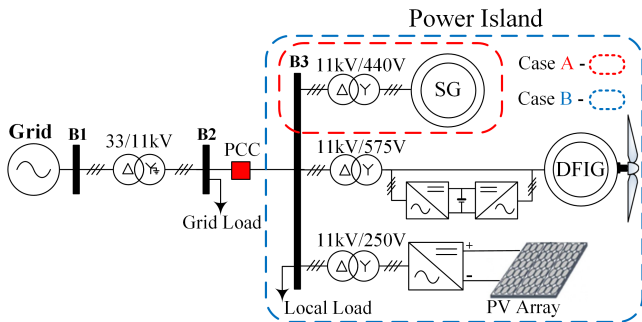 Power Island
B3
11kV/440V
SG
Case A -
Case B -
Grid
B1
33/11kV
B2
PCC
11kV/575V
DFIG
Grid Load
11kV/250V
+
-
Local Load
PV Array